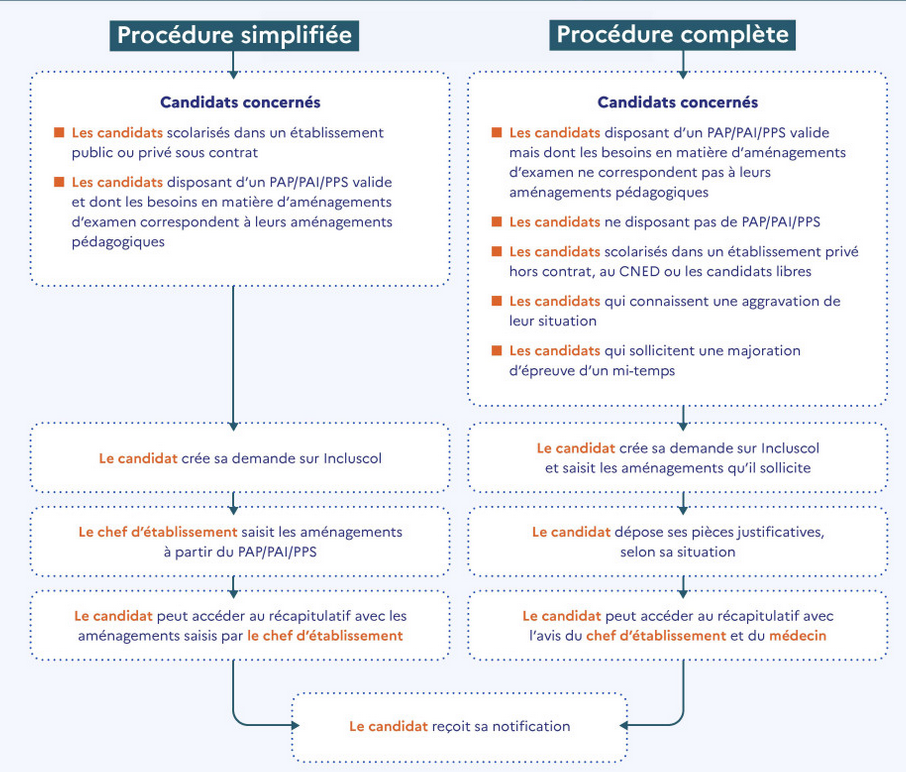 Procédure simplifiée
Candidats concernés
Les candidats scolarisés dans un établissement
public ou privé sous contrat
Les candidats disposant d'un PAP/PAI/PPS valide
et dont les besoins en matière d'aménagements
d'examen correspondent à leurs aménagements
pédagogiques
Le candidat crée sa demande sur Incluscol
Le chef d'établissement saisit les aménagements
à partir du PAP/PAI/PPS
Le candidat peut accéder au récapitulatif avec les
aménagements saisis par le chef d'établissement
Procédure complète
Candidats concernés
Les candidats disposant d'un PAP/PAI/PPS valide
mais dont les besoins en matière d'aménagements
d'examen ne correspondent pas à leurs
aménagements pédagogiques
Les candidats ne disposant pas de PAP/PAI/PPS
Les candidats scolarisés dans un établissement privé
hors contrat, au CNED ou les candidats libres
Les candidats qui connaissent une aggravation de
leur situation
Les candidats qui sollicitent une majoration
d'épreuve d'un mi-temps
Le candidat crée sa demande sur Incluscol
et saisit les aménagements qu'il sollicite
Le candidat dépose ses pièces justificatives,
selon sa situation
Le candidat peut accéder au récapitulatif avec
l'avis du chef d'établissement et du médecin
Le candidat reçoit sa notification